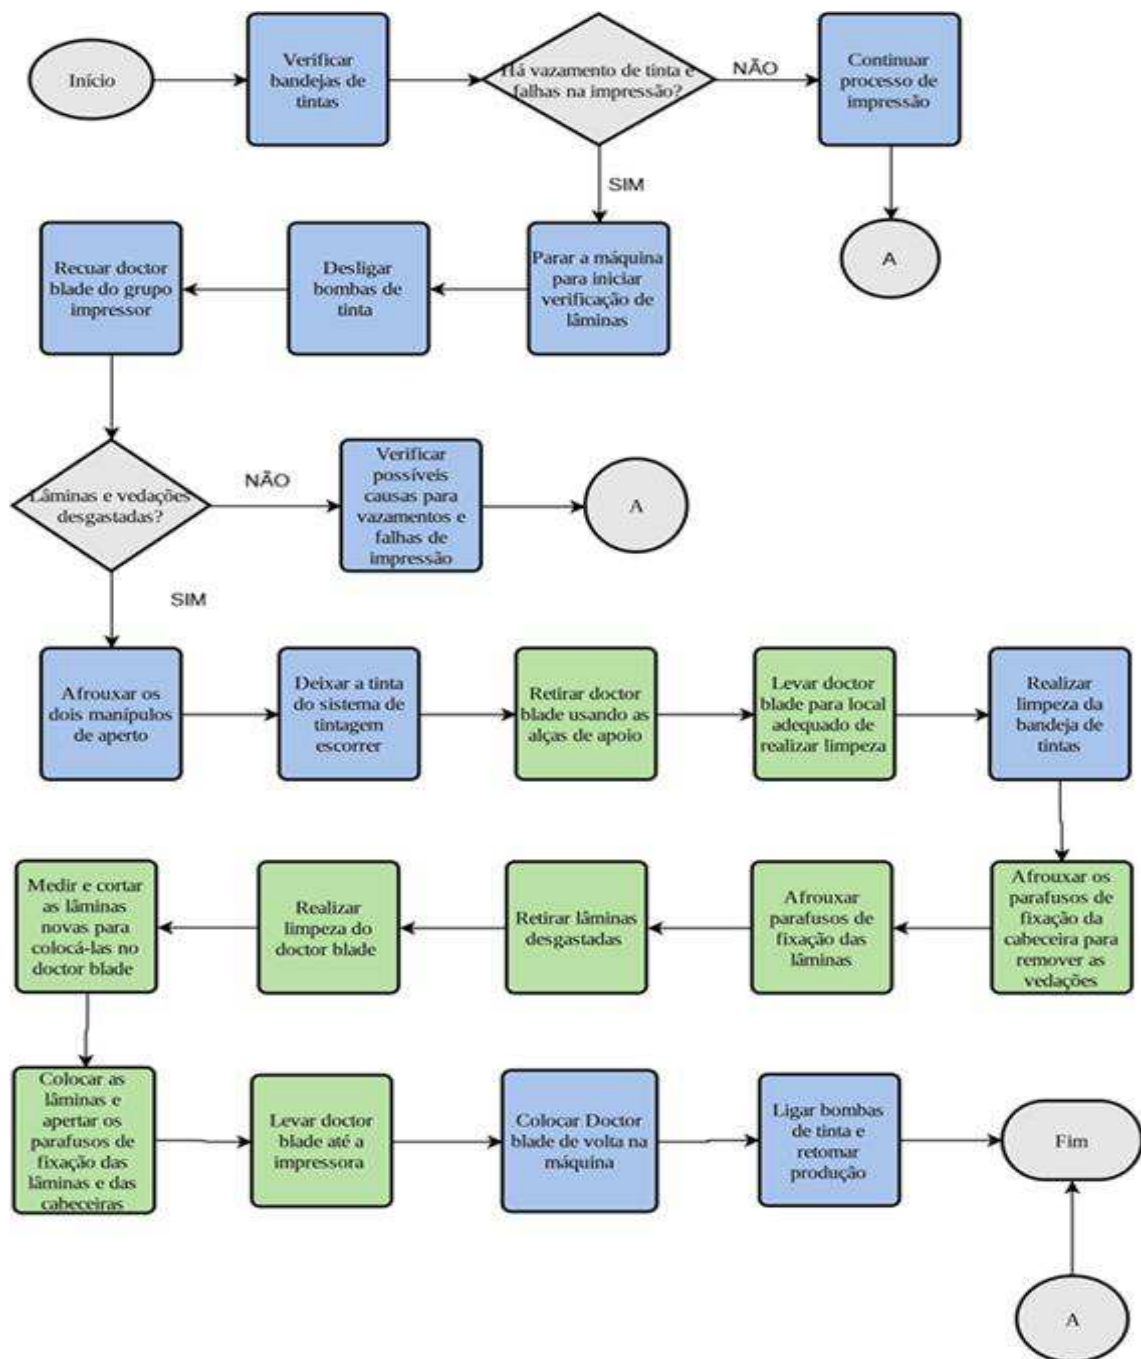 Início
Verificar
bandejas de
tintas
Há vazamento de tinta e
falhas na impressão?
NÃO
Continuar
processo de
impressão
SIM
A
Recuar doctor
blade do grupo
impressor
Desligar
bombas de
tinta
Parar a máquina
para iniciar
verificação de
lâminas
Lâminas e vedações
desgastadas?
NÃO
Verificar
possíveis
causas para
vazamentos e
falhas de
impressão
A
SIM
Afrouxar os
dois manípulos
de aperto
Deixar a tinta
do sistema de
tintagem
escorrer
Retirar doctor
blade usando as
alças de apoio
Levar doctor
blade para local
adequado de
realizar limpeza
Realizar
limpeza da
bandeja de
tintas
Medir e cortar
as lâminas
novas para
colocá-las no
doctor blade
Realizar
limpeza do
doctor blade
Retirar lâminas
desgastadas
Afrouxar
parafusos de
fixação das
lâminas
Afrouxar os
parafusos de
fixação da
cabeceira para
remover as
vedações
Colocar as
lâminas e
apertar os
parafusos de
fixação das
lâminas e das
cabeceiras
Levar doctor
blade até a
impressora
Colocar Doctor
blade de volta na
máquina
Ligar bombas
de tinta e
retomar
produção
Fim
A